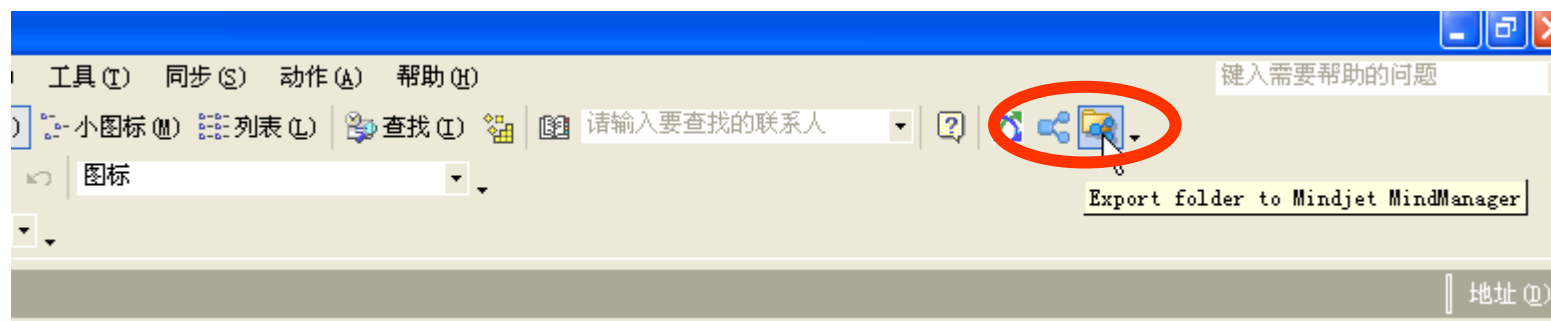 工具(T) 同步(S) 动作(A) 帮助(H) 键入需要帮助的问题
小图标(M) 列表(L) 查找(I) 请输入要查找的联系人
图标
Export folder to Mindjet MindManager
地址(D)